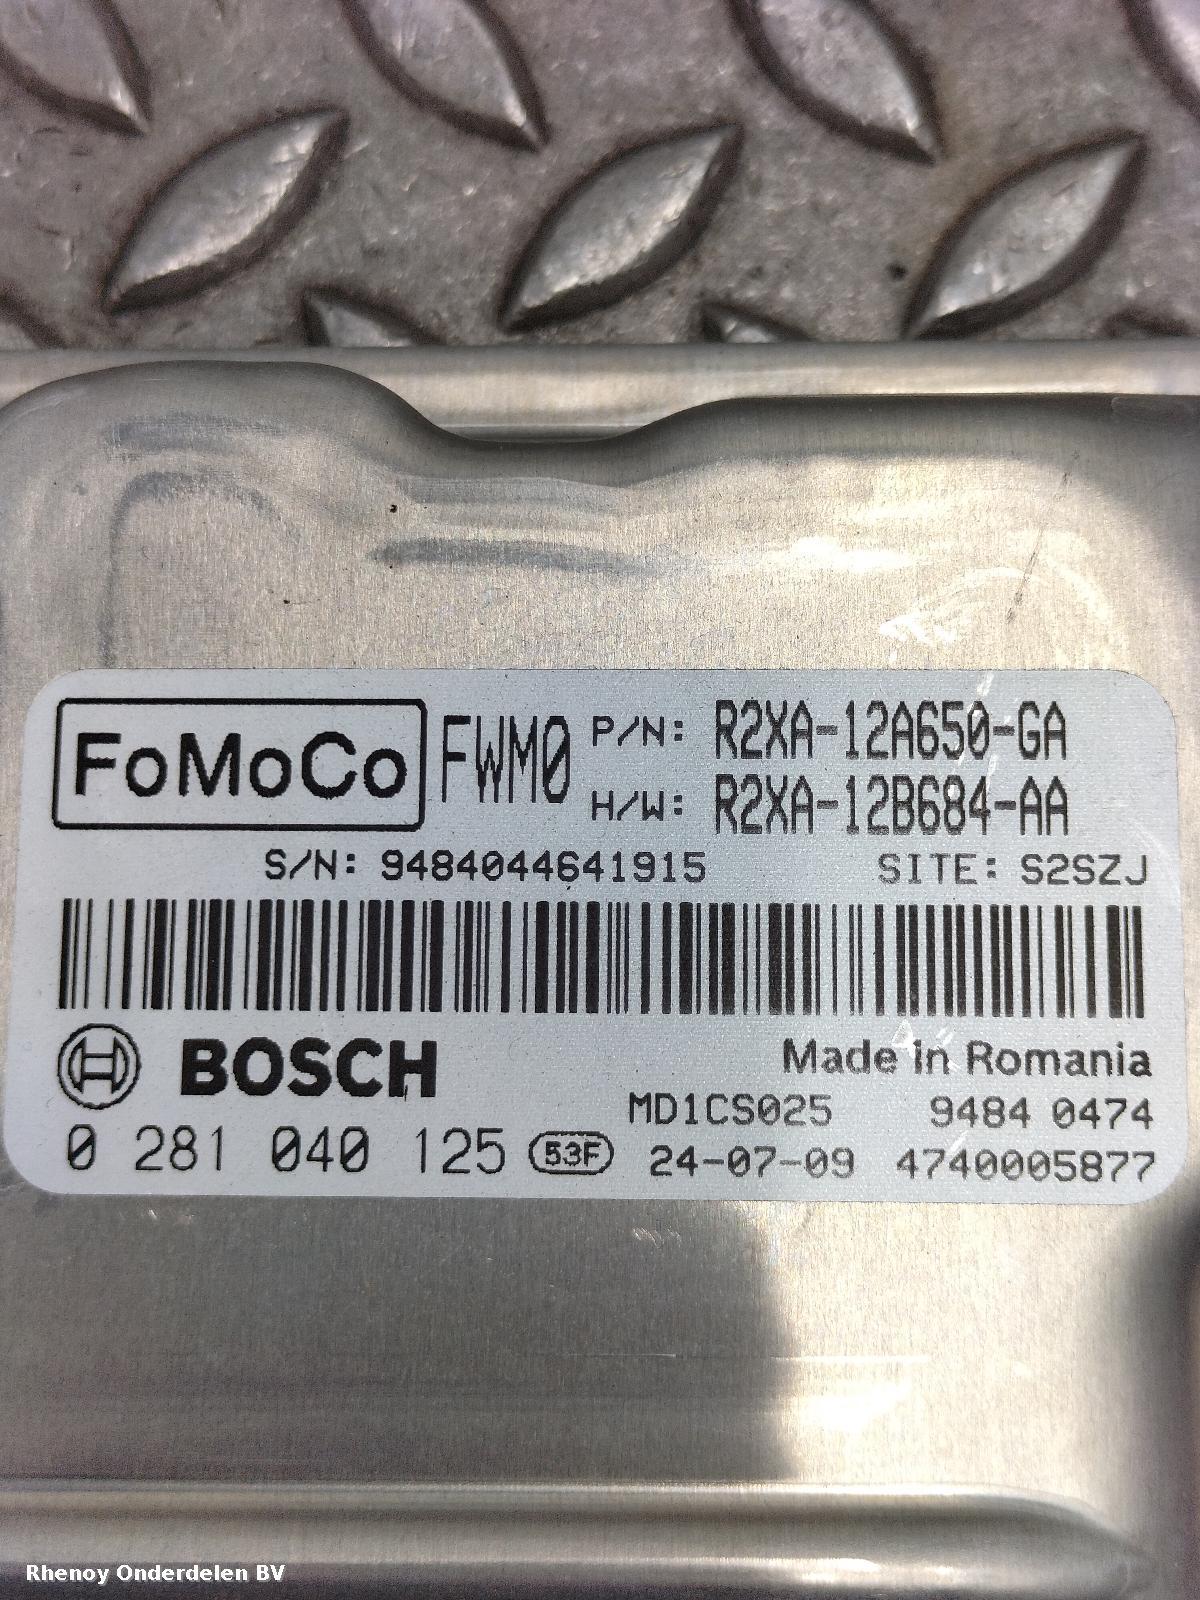 FoMoCo FWM0 P/N: R2XA-12A650-GA
H/W: R2XA-12B684-AA
S/N: 9484044641915 SITE: S2SZJ
BOSCH Made in Romania
MD1CS025 9484 0474
0 281 040 125 53F 24-07-09 4740005877
Rhenoy Onderdelen BV